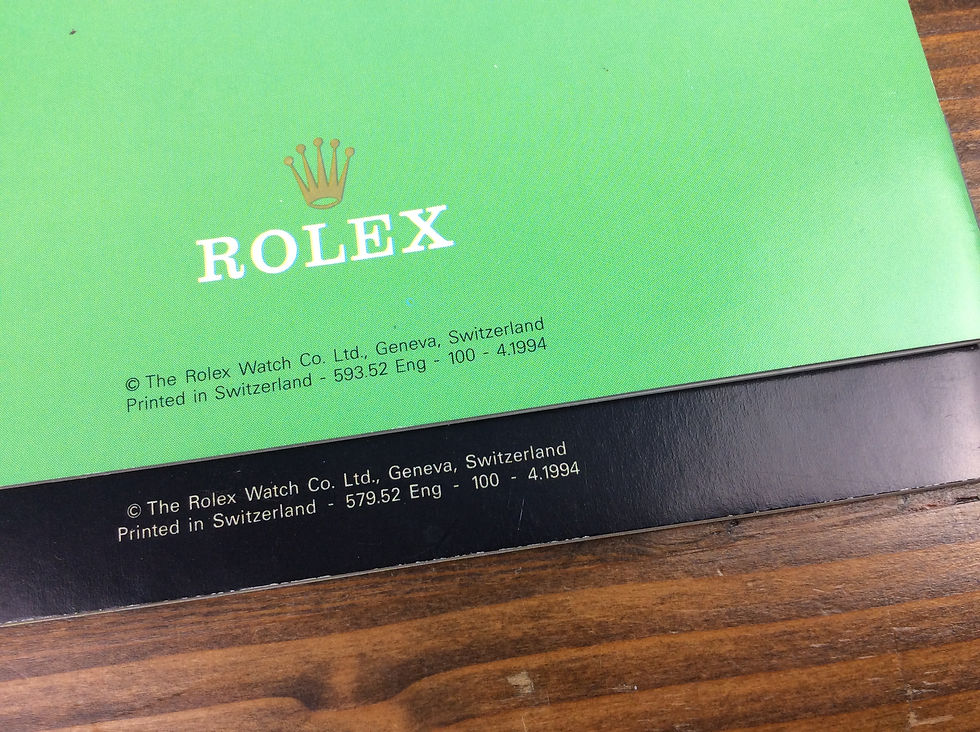 ROLEX
© The Rolex Watch Co. Ltd., Geneva, Switzerland
Printed in Switzerland - 593.52 Eng - 100 - 4.1994
© The Rolex Watch Co. Ltd., Geneva, Switzerland
Printed in Switzerland - 579.52 Eng - 100 - 4.1994